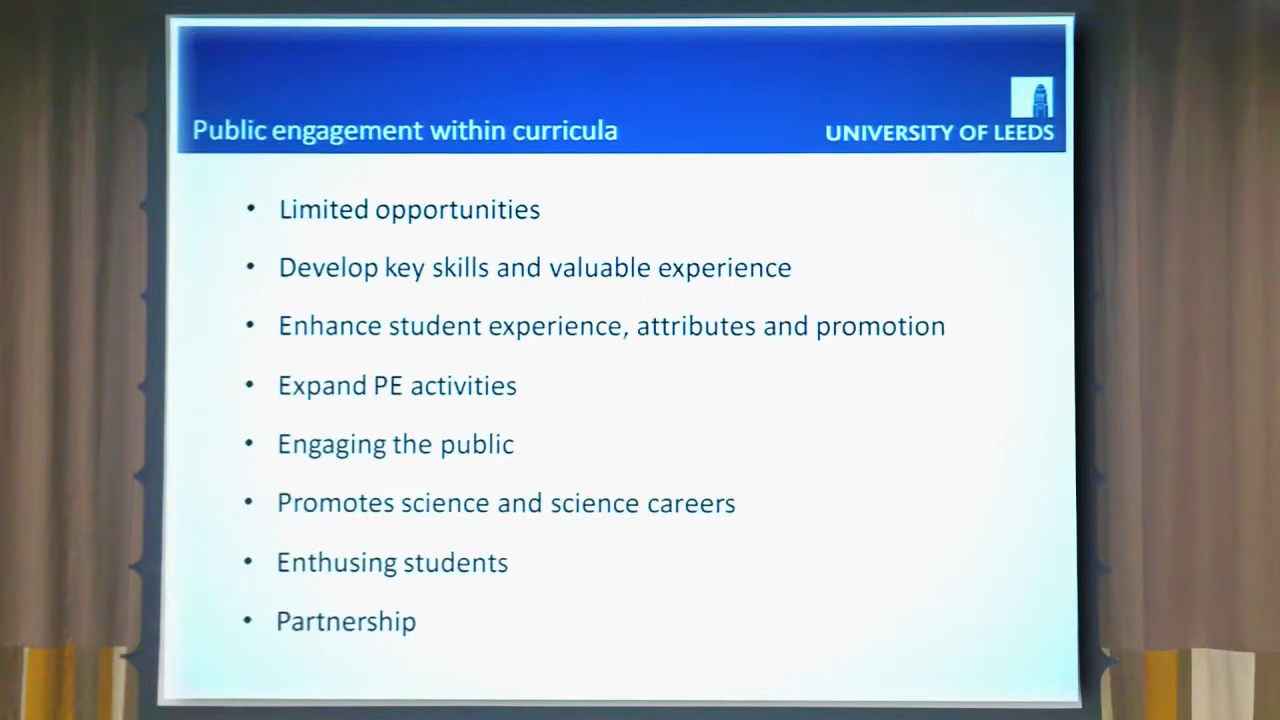 Public engagement within curricula
UNIVERSITY OF LEEDS
• Limited opportunities
• Develop key skills and valuable experience
• Enhance student experience, attributes and promotion
• Expand PE activities
• Engaging the public
• Promotes science and science careers
• Enthusing students
• Partnership